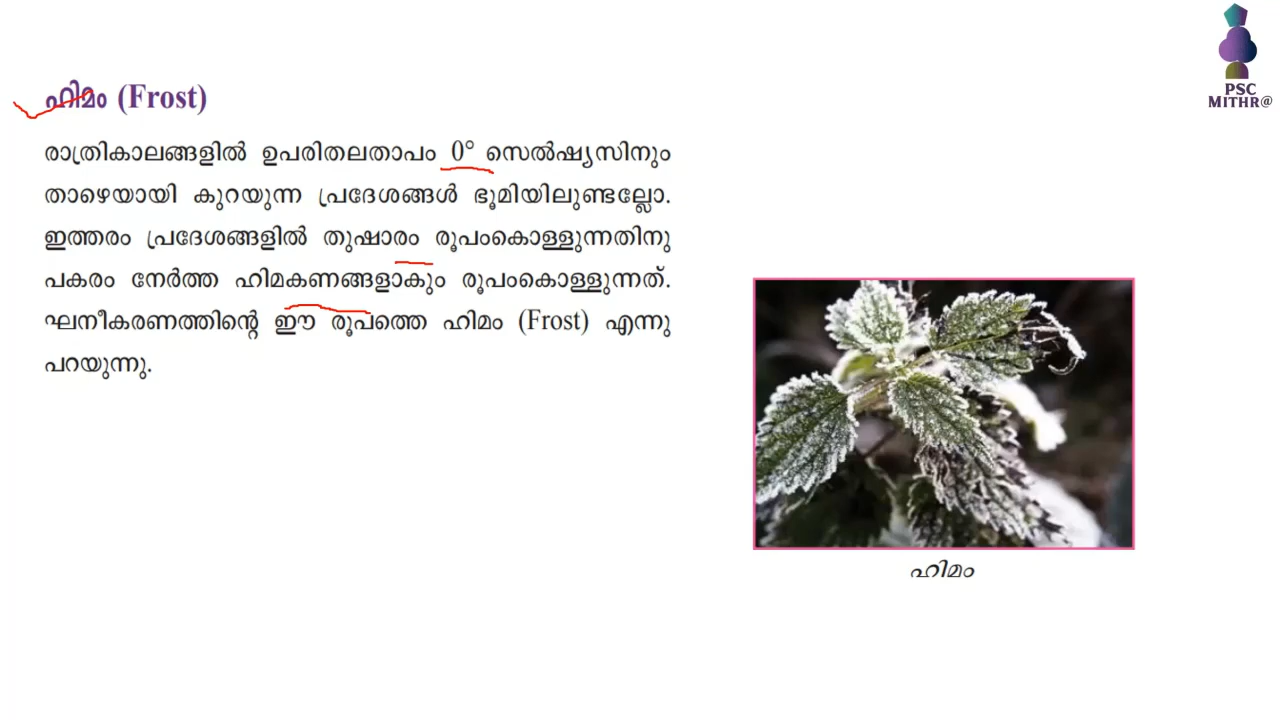 ഹിമം (Frost)
രാത്രികാലങ്ങളിൽ ഉപരിതലതാപം 0° സെൽഷ്യസിനും
താഴെയായി കുറയുന്ന പ്രദേശങ്ങൾ ഭൂമിയിലുണ്ടല്ലോ.
ഇത്തരം പ്രദേശങ്ങളിൽ തുഷാരം രൂപംകൊള്ളുന്നതിനു
പകരം നേർത്ത ഹിമകണങ്ങളാകും രൂപംകൊള്ളുന്നത്.
ഘനീകരണത്തിന്റെ ഈ രൂപത്തെ ഹിമം (Frost) എന്നു
പറയുന്നു.
ഹിമം
PSC
MITHR@